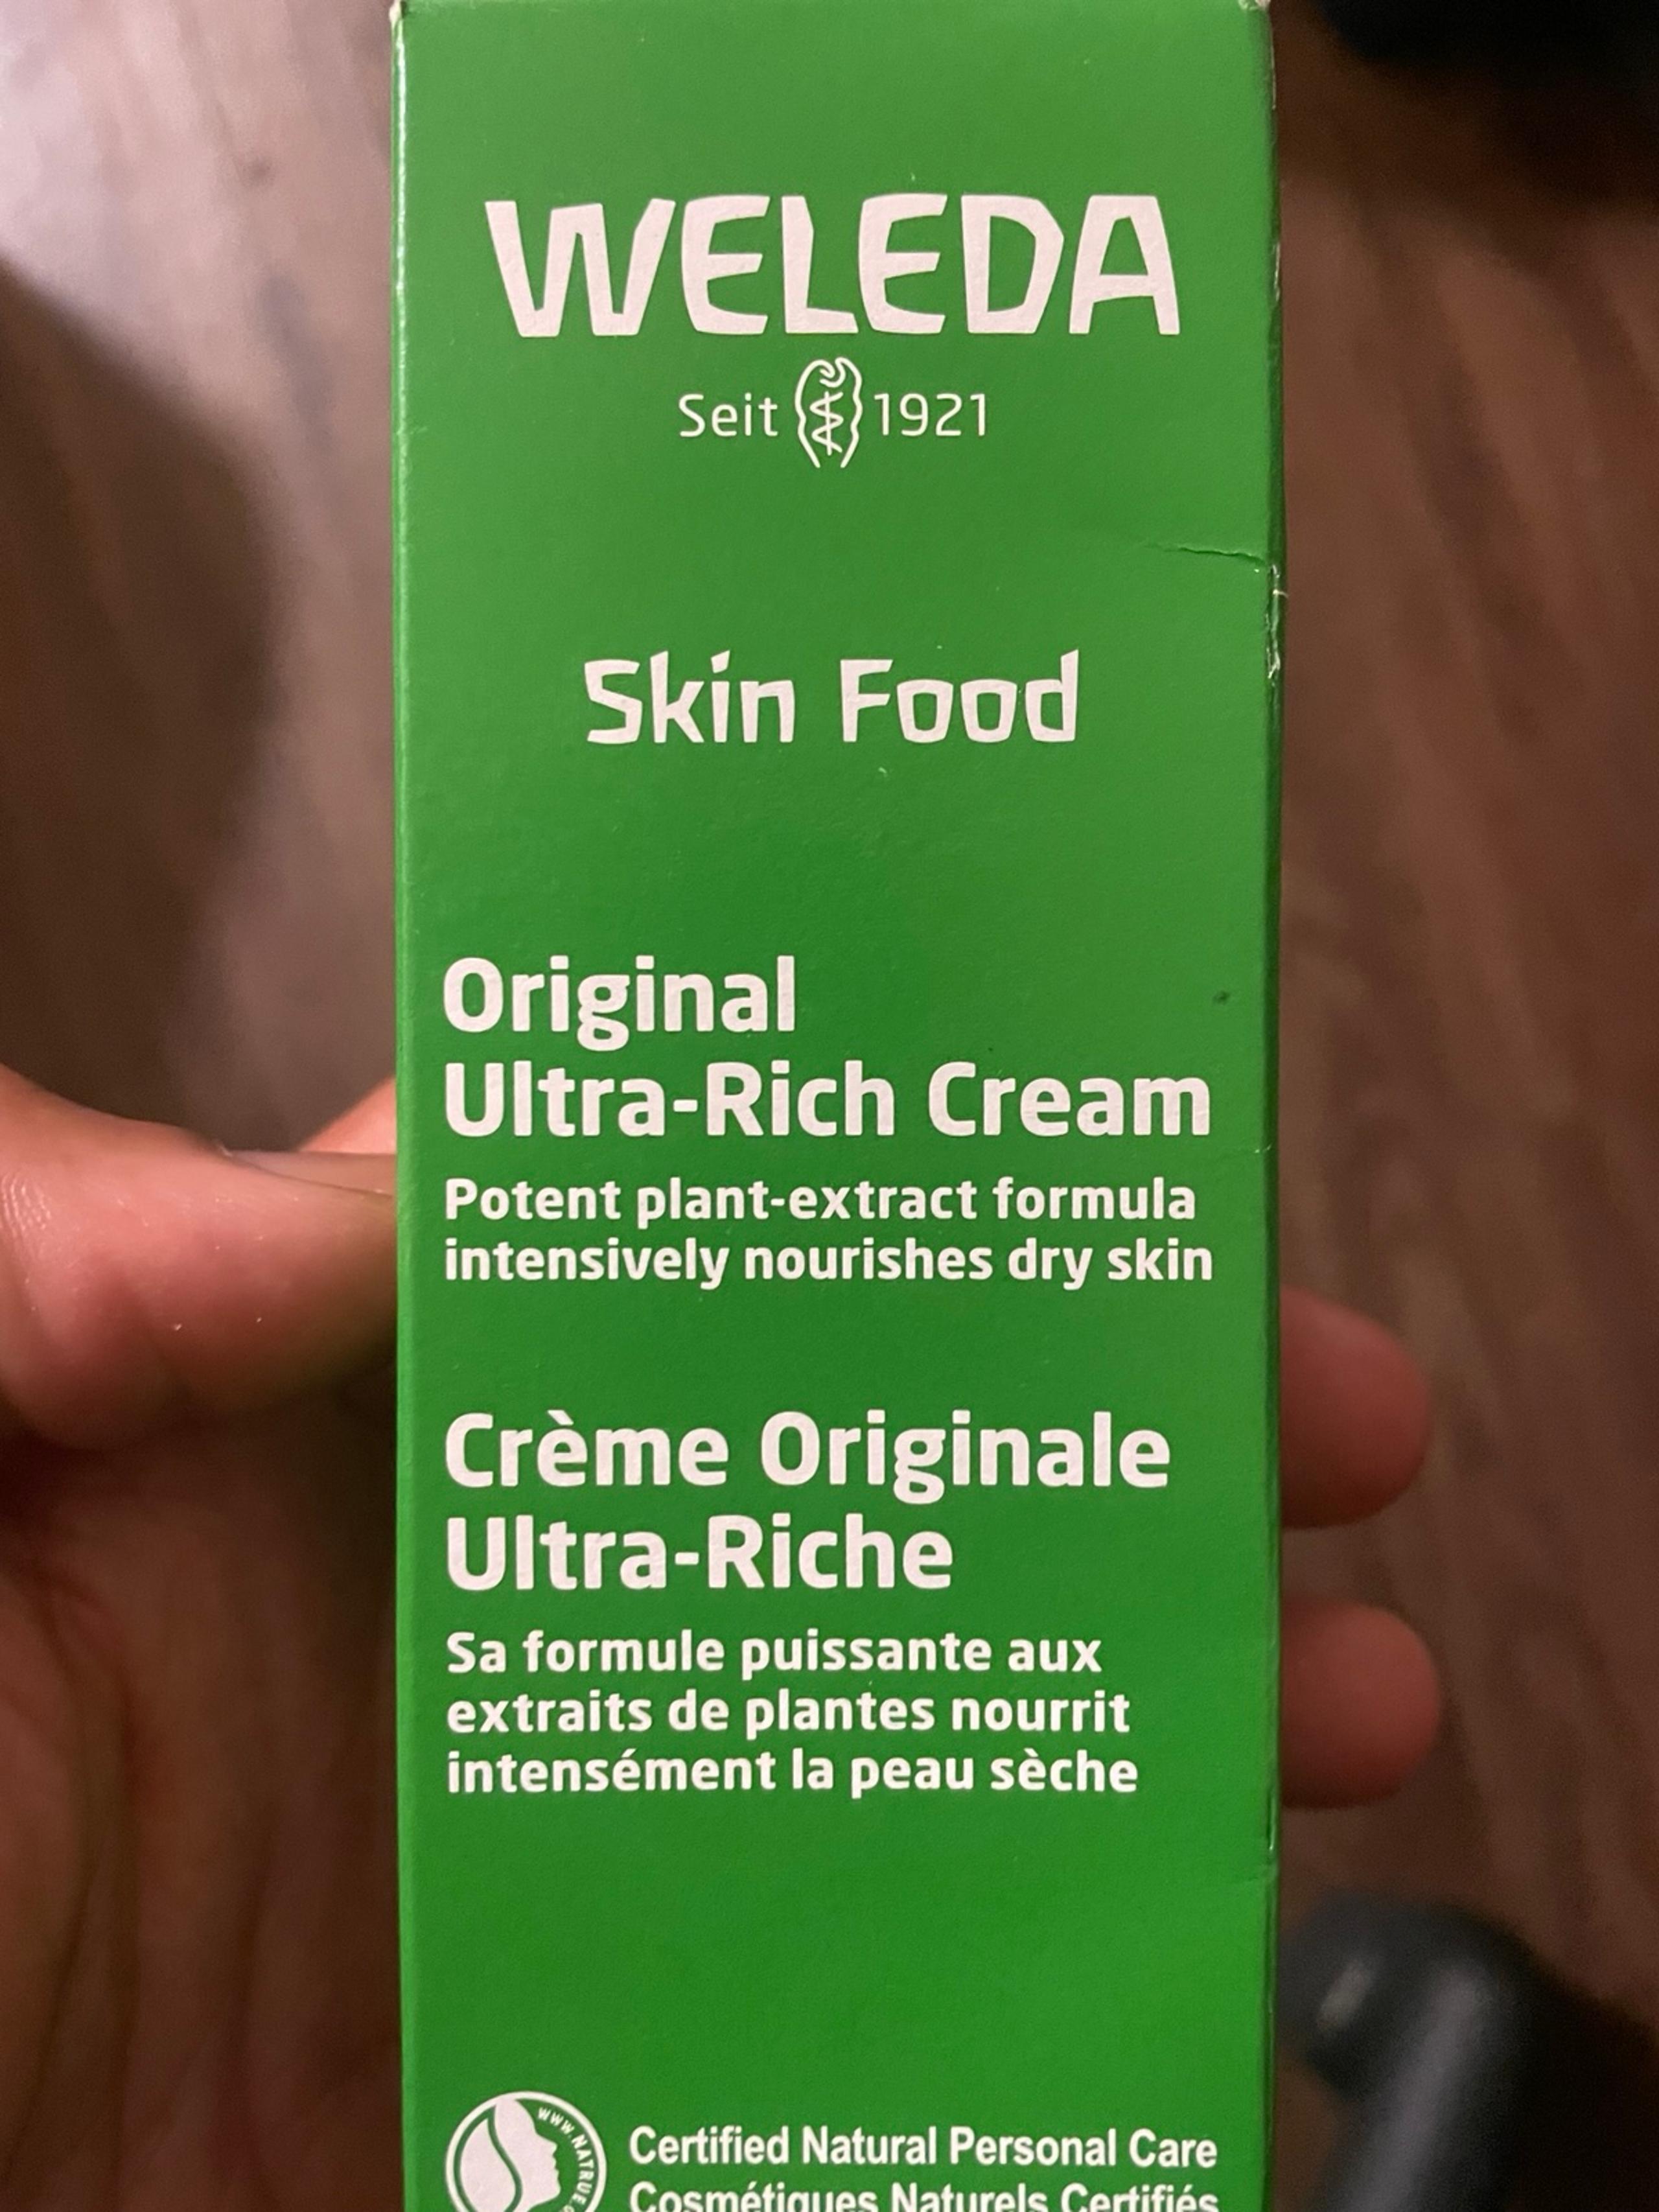 WELEDA
Seit 1921
Skin Food
Original
Ultra-Rich Cream
Potent plant-extract formula
intensively nourishes dry skin
Crème Originale
Ultra-Riche
Sa formule puissante aux
extraits de plantes nourrit
intensément la peau sèche
WWW.NATRUE.
Certified Natural Personal Care
Cosmétiques Naturels Certifiés